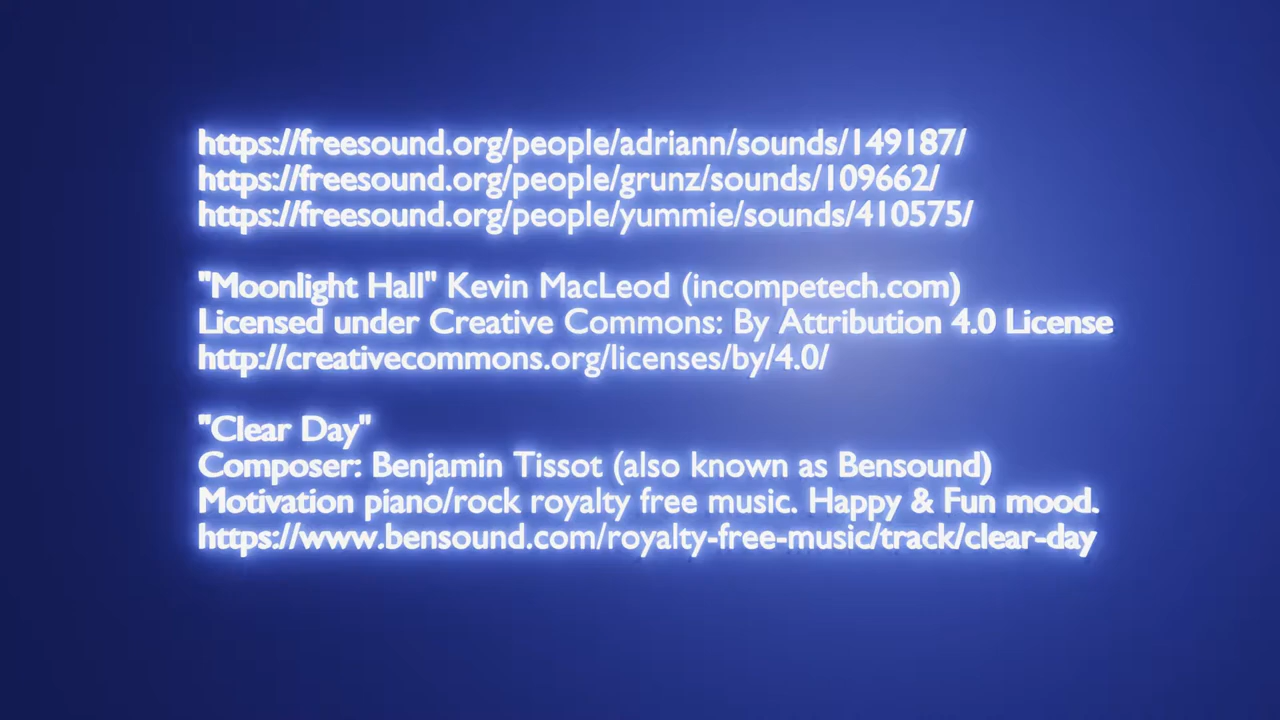 https://freesound.org/people/adriann/sounds/149187/
https://freesound.org/people/grunz/sounds/109662/
https://freesound.org/people/yummie/sounds/410575/
"Moonlight Hall" Kevin MacLeod (incompetech.com)
Licensed under Creative Commons: By Attribution 4.0 License
http://creativecommons.org/licenses/by/4.0/
"Clear Day"
Composer: Benjamin Tissot (also known as Bensound)
Motivation piano/rock royalty free music. Happy & Fun mood.
https://www.bensound.com/royalty-free-music/track/clear-day